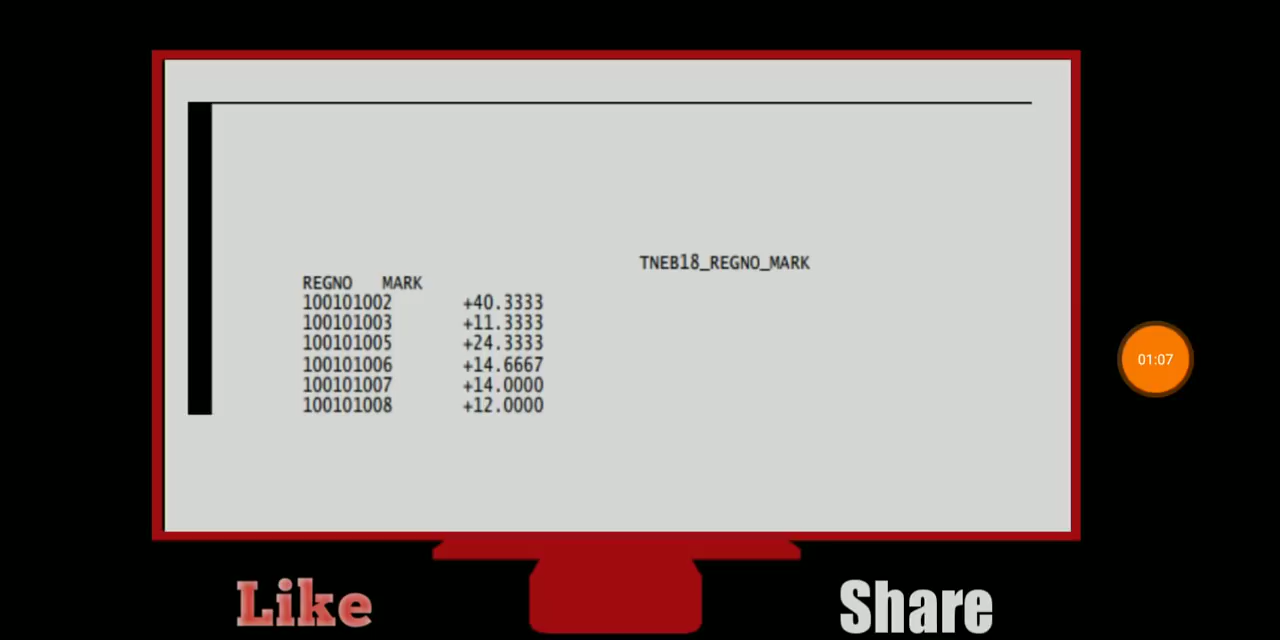 TNEB18_REGNO_MARK
REGNO MARK
100101002 +40.3333
100101003 +11.3333
100101005 +24.3333
100101006 +14.6667
100101007 +14.0000
100101008 +12.0000
01:07
Like
Share